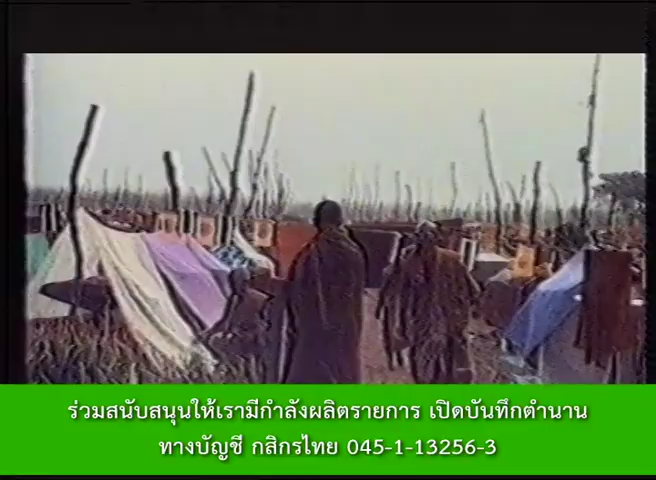 ร่วมสนับสนุนให้เรามีกำลังผลิตรายการ เปิดบันทึกตำนาน
ทางบัญชี กสิกรไทย 045-1-13256-3